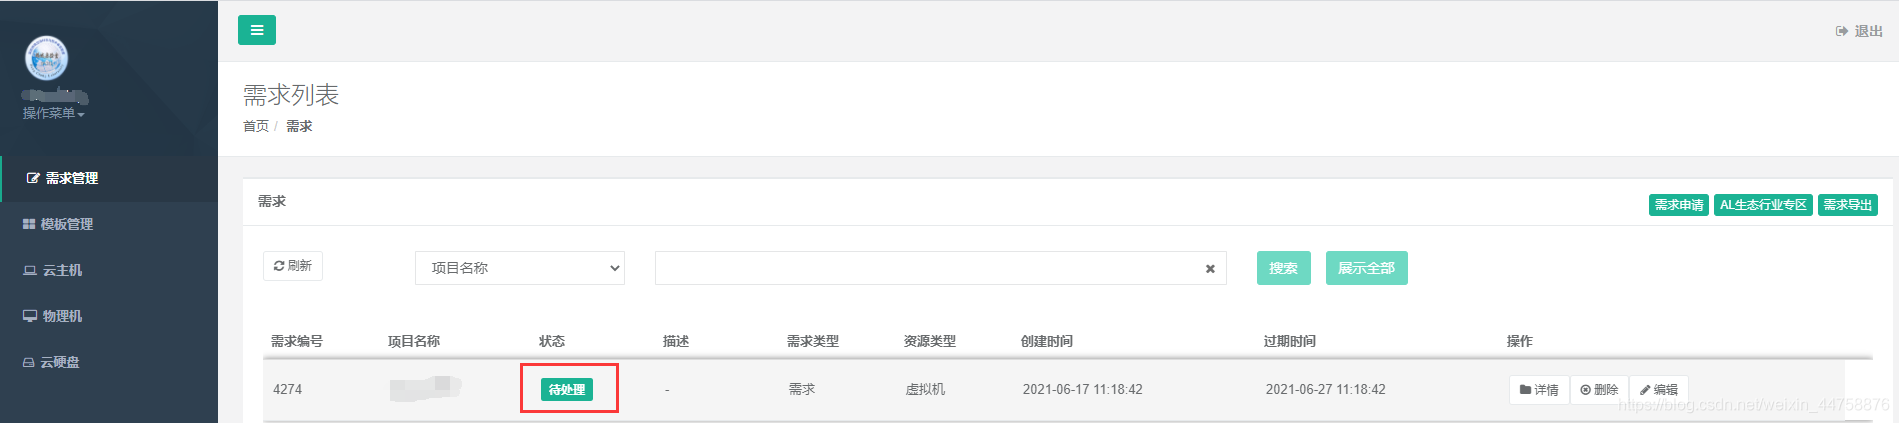 退出
操作菜单
需求管理
模板管理
云主机
物理机
云硬盘
需求列表
首页 / 需求
需求
需求申请 AL生态行业专区 需求导出
刷新 项目名称 搜索 展示全部
需求编号 项目名称 状态 描述 需求类型 资源类型 创建时间 过期时间 操作
4274 待处理 - 需求 虚拟机 2021-06-17 11:18:42 2021-06-27 11:18:42 详情 删除 编辑
https://blog.csdn.net/weixin_44758876